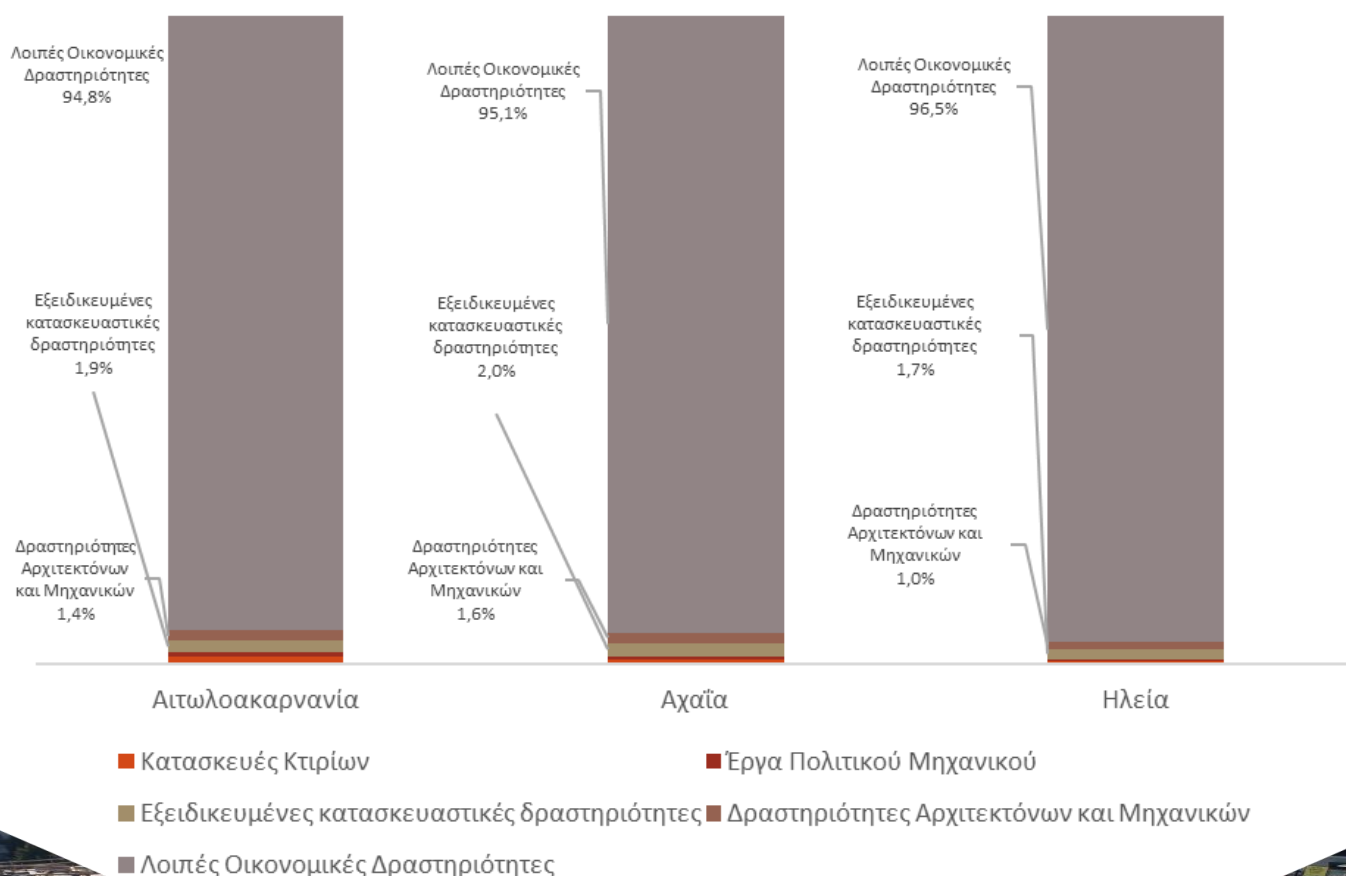 Λοιπές Οικονομικές
Δραστηριότητες
94,8%
Εξειδικευμένες
κατασκευαστικές
δραστηριότητες
1,9%
Δραστηριότητες
Αρχιτεκτόνων
και Μηχανικών
1,4%
Λοιπές Οικονομικές
Δραστηριότητες
95,1%
Εξειδικευμένες
κατασκευαστικές
δραστηριότητες
2,0%
Δραστηριότητες
Αρχιτεκτόνων και
Μηχανικών
1,6%
Λοιπές Οικονομικές
Δραστηριότητες
96,5%
Εξειδικευμένες
κατασκευαστικές
δραστηριότητες
1,7%
Δραστηριότητες
Αρχιτεκτόνων και
Μηχανικών
1,0%
Αιτωλοακαρνανία
Αχαΐα
Ηλεία
Κατασκευές Κτιρίων
Έργα Πολιτικού Μηχανικού
Εξειδικευμένες κατασκευαστικές δραστηριότητες
Δραστηριότητες Αρχιτεκτόνων και Μηχανικών
Λοιπές Οικονομικές Δραστηριότητες